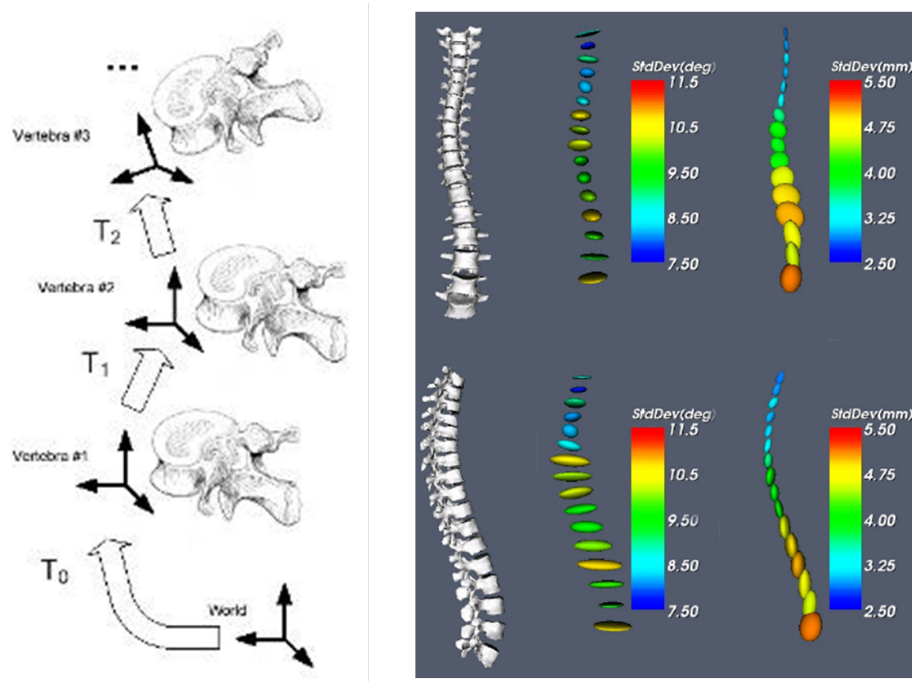 ...
Vertebra #3
T2
Vertebra #2
T1
Vertebra #1
T0
World
StdDev(deg)
11.5
10.5
9.50
8.50
7.50
StdDev(mm)
5.50
4.75
4.00
3.25
2.50
StdDev(deg)
11.5
10.5
9.50
8.50
7.50
StdDev(mm)
5.50
4.75
4.00
3.25
2.50